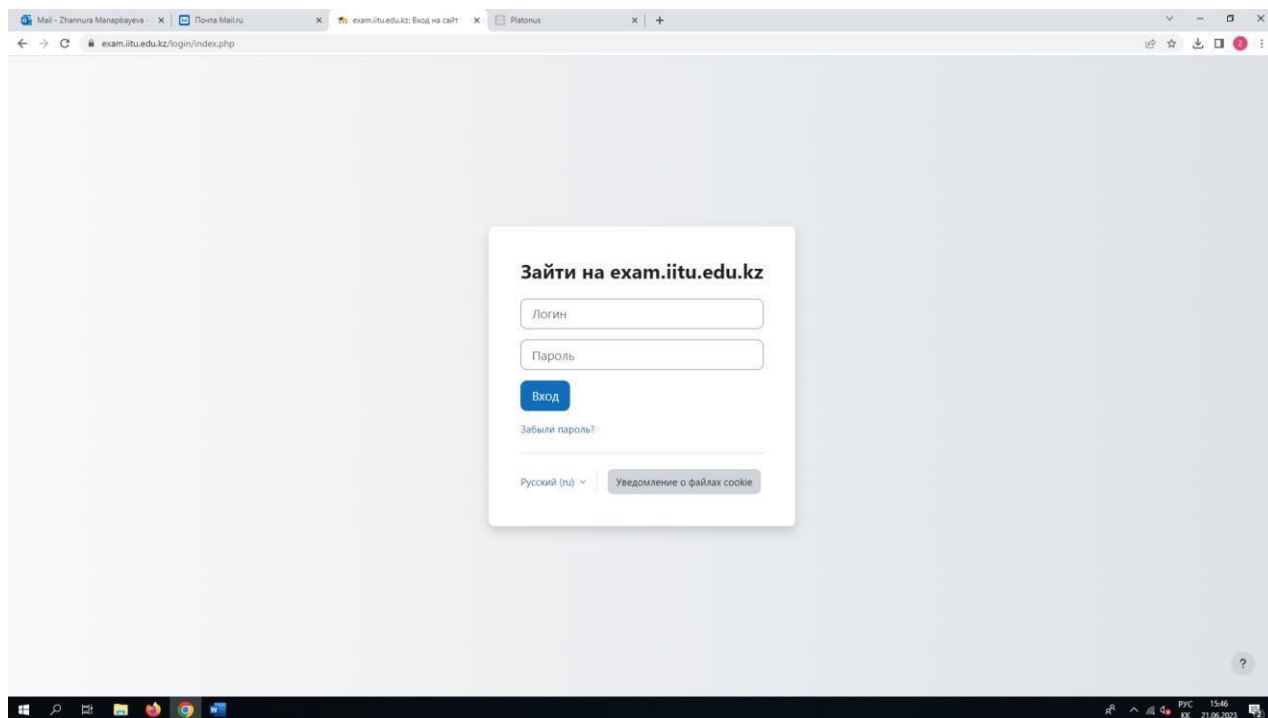 Mail - Zhannura Manapbayeva -
Почта Mail.ru
exam.iitu.edu.kz: Вход на сайт
Platonus
exam.iitu.edu.kz/login/index.php
Z
Зайти на exam.iitu.edu.kz
Логин
Пароль
Вход
Забыли пароль?
Русский (ru)
Уведомление о файлах cookie
?
РУС
15:46
КК
21.06.2023